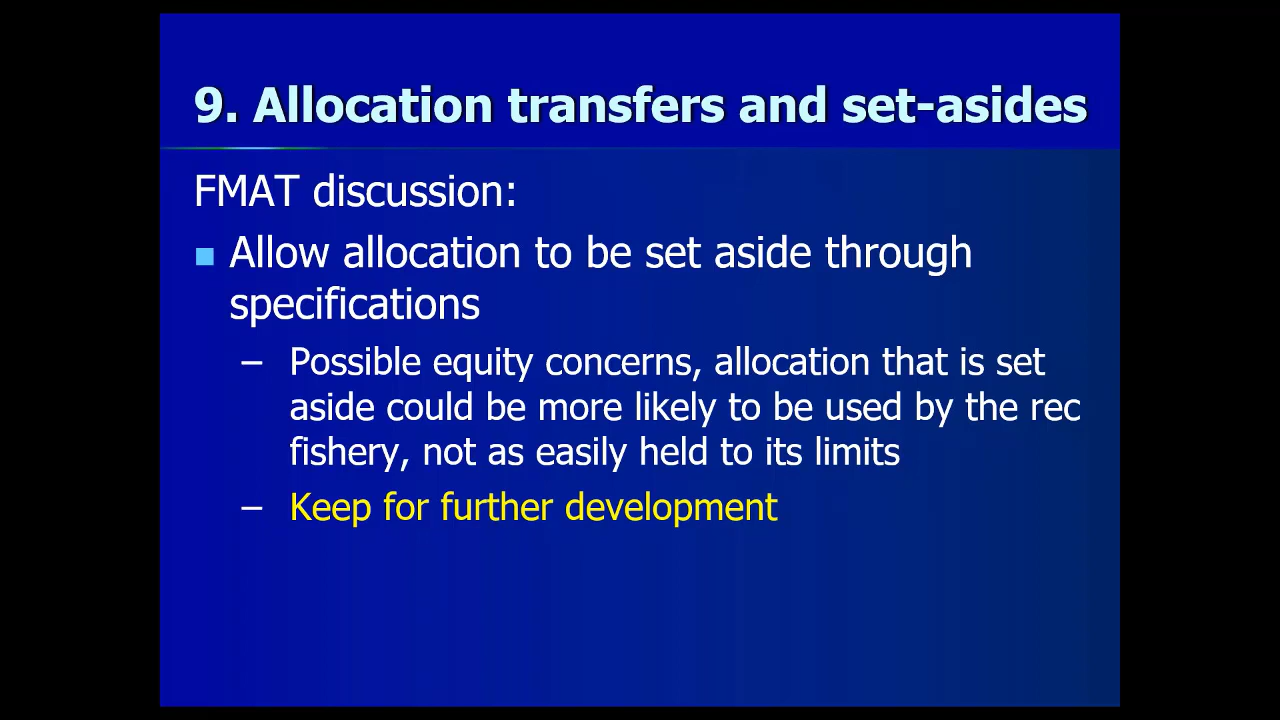 9. Allocation transfers and set-asides
FMAT discussion:
Allow allocation to be set aside through
specifications
– Possible equity concerns, allocation that is set
aside could be more likely to be used by the rec
fishery, not as easily held to its limits
– Keep for further development